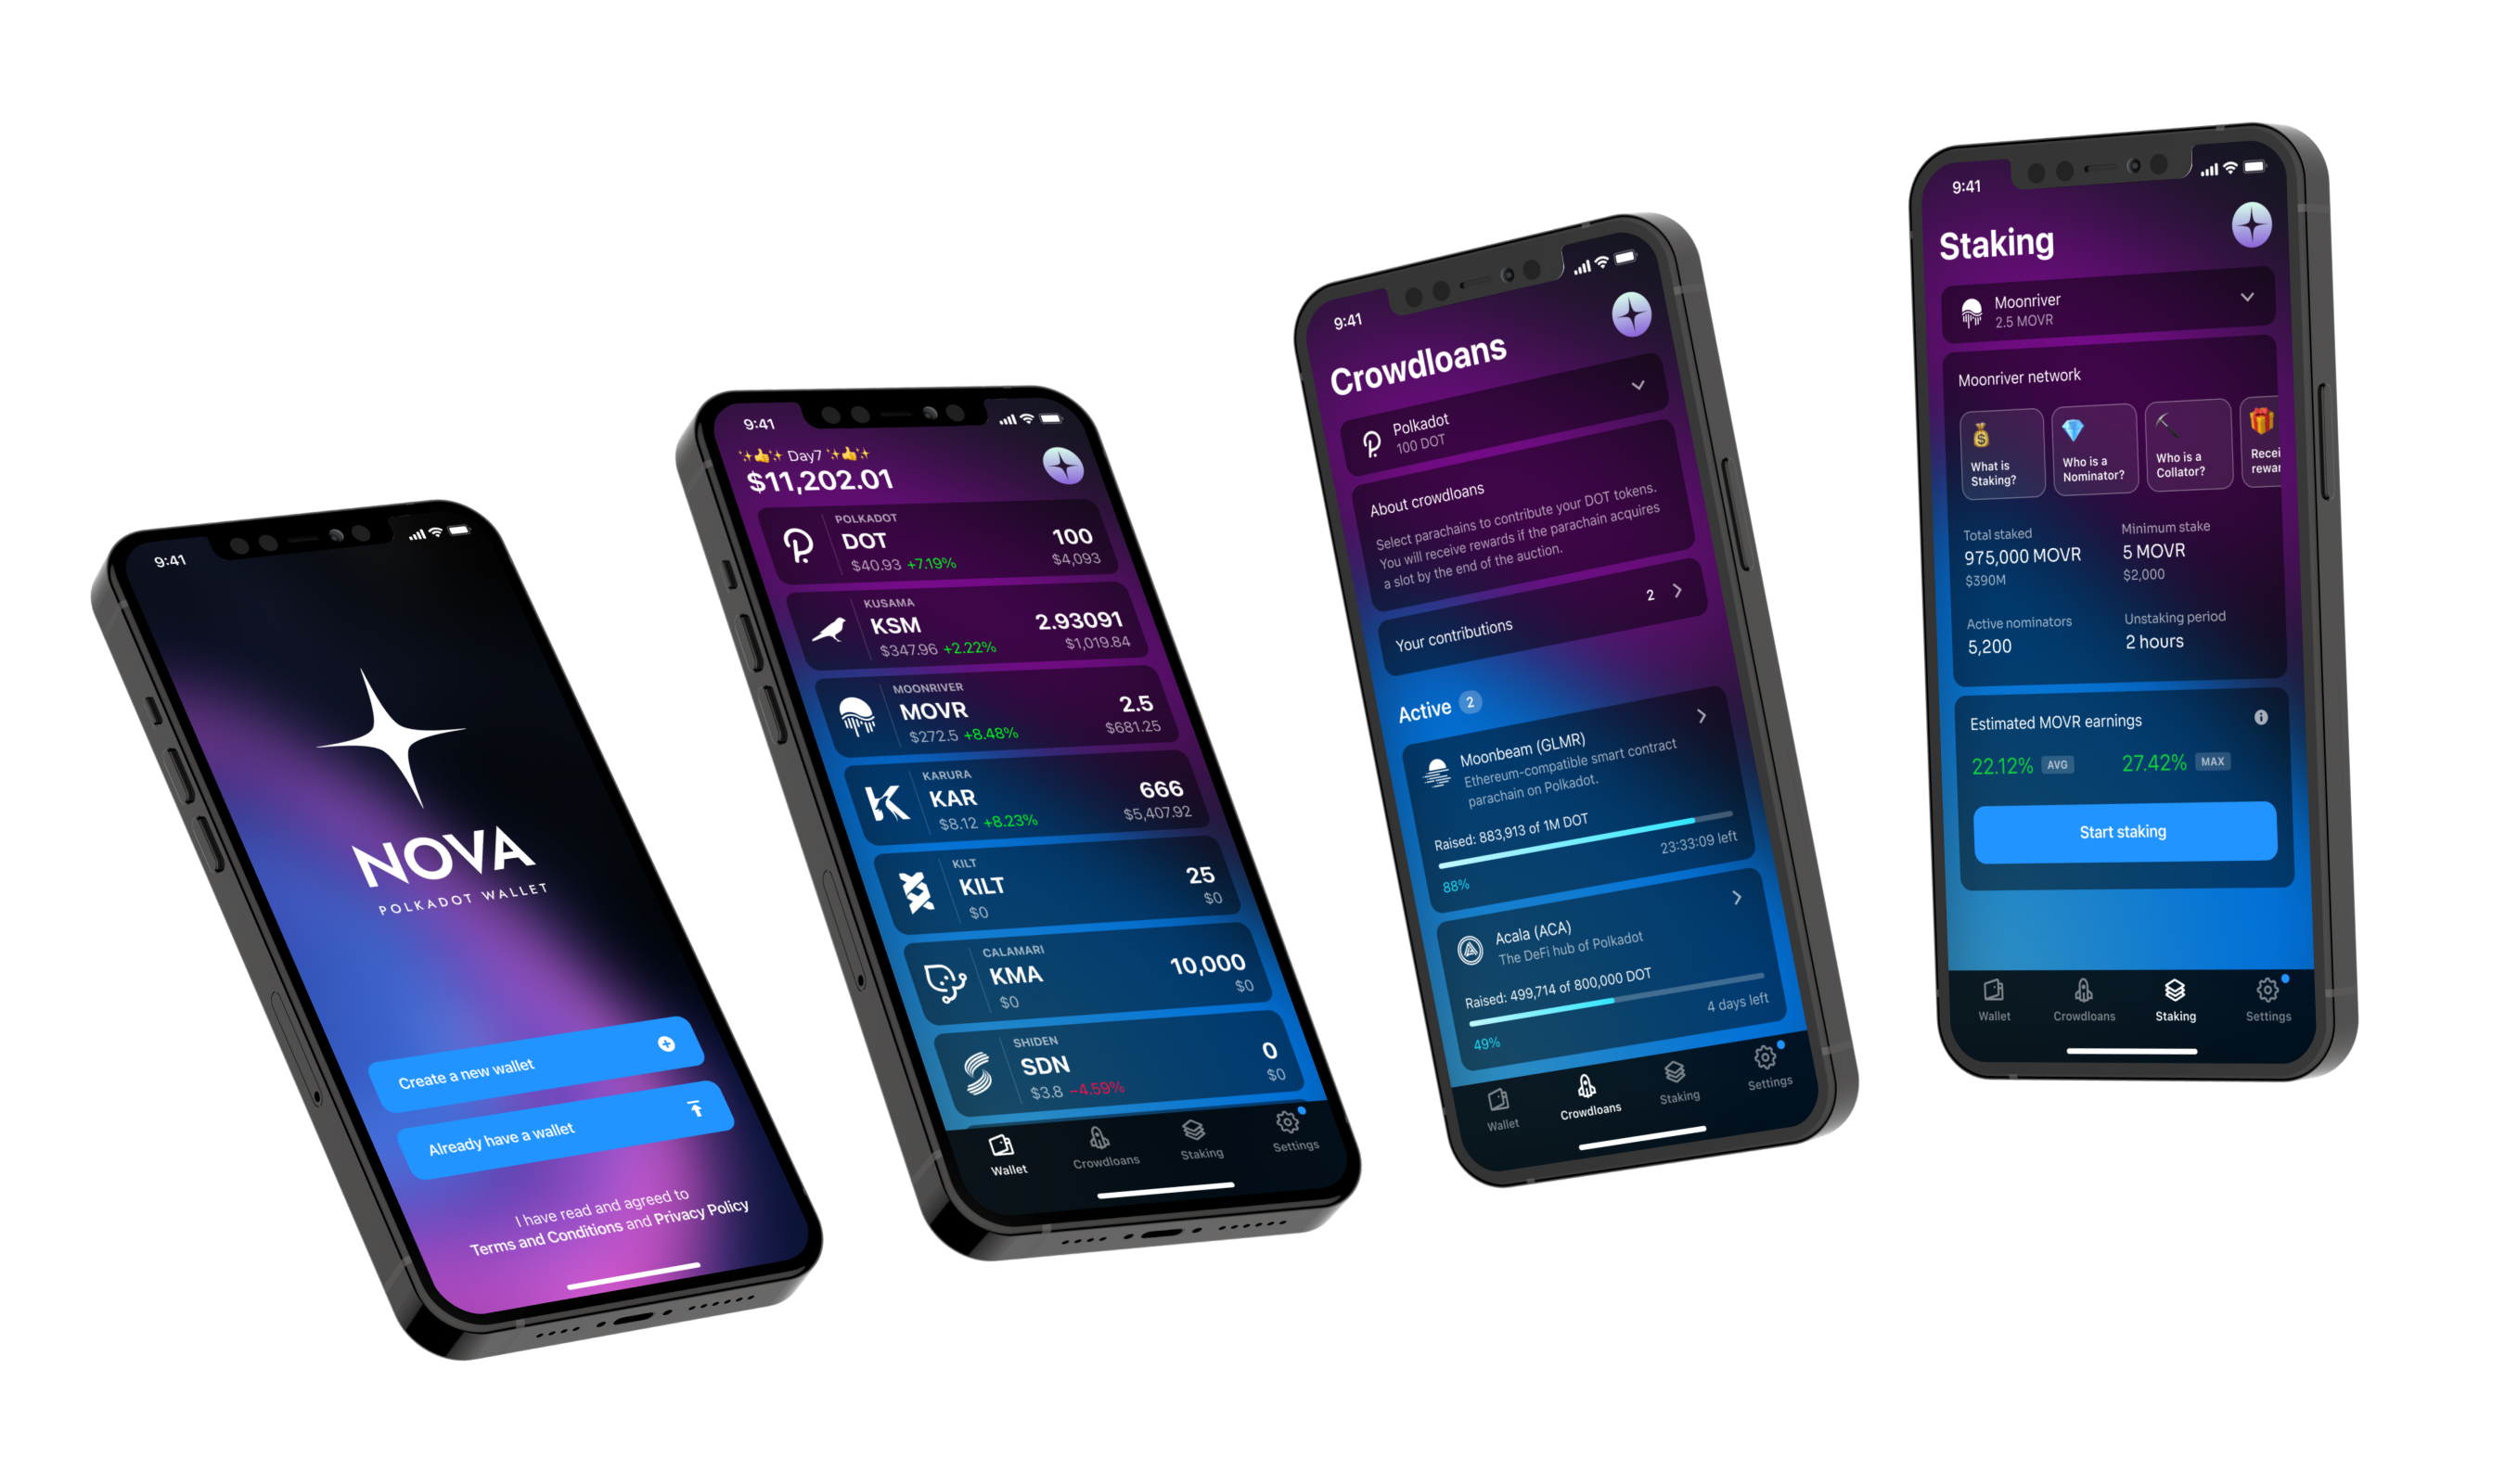 9:41
NOVA
POLKADOT WALLET
Create a new wallet
Already have a wallet
I have read and agreed to
Terms and Conditions and Privacy Policy
9:41
✨👍✨ Day7 ✨👍✨
$11,202.01
POLKADOT
DOT
100
$40.93 +7.19%
$4,093
KUSAMA
KSM
2.93091
$347.96 +2.22%
$1,019.84
MOONRIVER
MOVR
2.5
$272.5 +8.48%
$681.25
KARURA
KAR
666
$8.12 +8.23%
$5,407.92
KILT
KILT
25
$0
$0
CALAMARI
KMA
10,000
$0
$0
SHIDEN
SDN
0
$3.8 −4.59%
$0
Wallet
Crowdloans
Staking
Settings
9:41
Crowdloans
Polkadot
100 DOT
About crowdloans
Select parachains to contribute your DOT tokens.
You will receive rewards if the parachain acquires
a slot by the end of the auction.
Your contributions
2
Active 2
Moonbeam (GLMR)
Ethereum-compatible smart contract
parachain on Polkadot.
Raised: 883,913 of 1M DOT
88%
23:33:09 left
Acala (ACA)
The DeFi hub of Polkadot
Raised: 499,714 of 800,000 DOT
49%
4 days left
Wallet
Crowdloans
Staking
Settings
9:41
Staking
Moonriver
2.5 MOVR
Moonriver network
What is
Staking?
Who is a
Nominator?
Who is a
Collator?
Recei
rewar
Total staked
975,000 MOVR
$390M
Minimum stake
5 MOVR
$2,000
Active nominators
5,200
Unstaking period
2 hours
Estimated MOVR earnings
22.12% AVG
27.42% MAX
Start staking
Wallet
Crowdloans
Staking
Settings